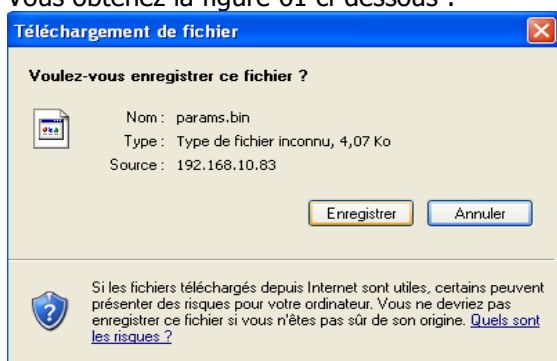 Vous obtenez la figure 01 ci-dessous :
Téléchargement de fichier
Voulez-vous enregistrer ce fichier ?
Nom : params.bin
Type : Type de fichier inconnu, 4,07 Ko
Source : 192.168.10.83
Enregistrer Annuler
Si les fichiers téléchargés depuis Internet sont utiles, certains peuvent
présenter des risques pour votre ordinateur. Vous ne devriez pas
enregistrer ce fichier si vous n'êtes pas sûr de son origine. Quels sont
les risques ?